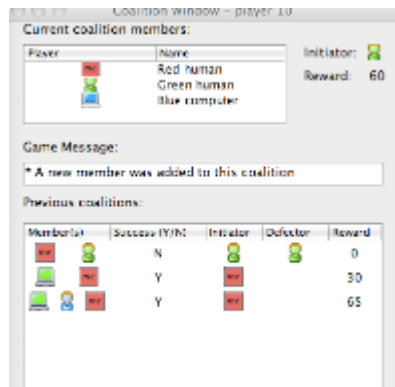 Coalition Window – player 10
Current coalition members:
Player Name
Red human
Green human
Blue computer
Initiator:
Reward: 60
Game Message:
* A new member was added to this coalition
Previous coalitions:
Member(s) Success (Y/N) Initiator Defector Reward
N 0
Y 30
Y 65